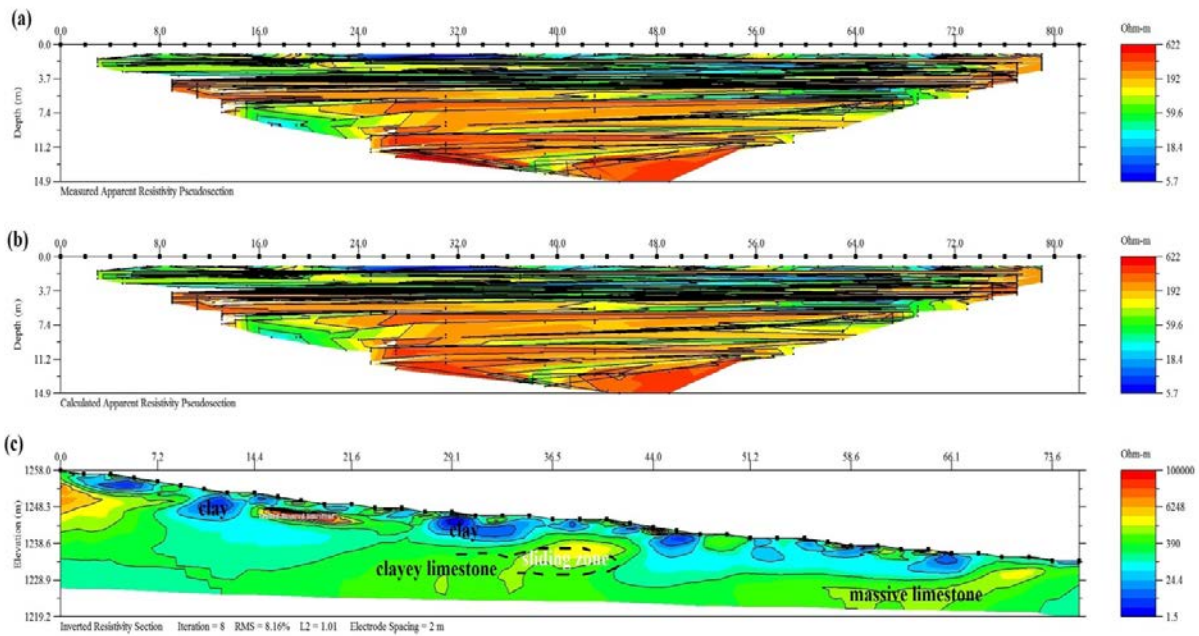 (a)
0.0 8.0 16.0 24.0 32.0 40.0 48.0 56.0 64.0 72.0 80.0
Ohm-m
0.0
3.7
7.4
11.2
14.9
Depth (m)
622
192
59.6
18.4
5.7
Measured Apparent Resistivity Pseudosection
(b)
0.0 8.0 16.0 24.0 32.0 40.0 48.0 56.0 64.0 72.0 80.0
Ohm-m
0.0
3.7
7.4
11.2
14.9
Depth (m)
622
192
59.6
18.4
5.7
Calculated Apparent Resistivity Pseudosection
(c)
0.0 7.2 14.4 21.6 29.1 36.5 44.0 51.2 58.6 66.1 73.6
Ohm-m
1258.0
1248.3
1238.6
1228.9
1219.2
Elevation (m)
100000
6248
390
24.4
1.5
clay
clay
sliding zone
clayey limestone
massive limestone
Inverted Resistivity Section Iteration = 8 RMS = 8.16% L2 = 1.01 Electrode Spacing = 2 m